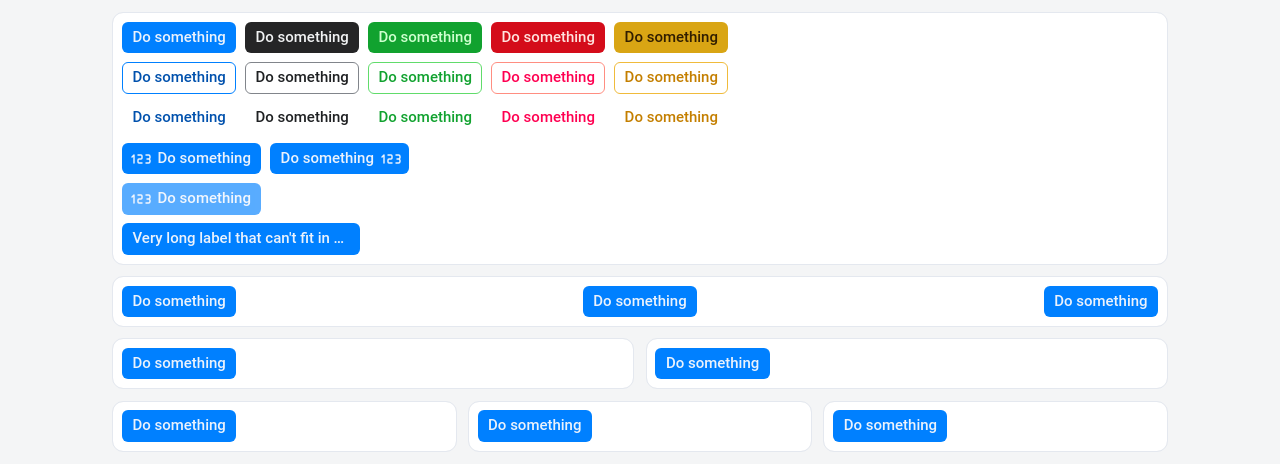 Do something Do something Do something Do something Do something
Do something Do something Do something Do something Do something
Do something Do something Do something Do something Do something
123 Do something Do something 123
123 Do something
Very long label that can't fit in ...
Do something Do something Do something
Do something Do something
Do something Do something Do something